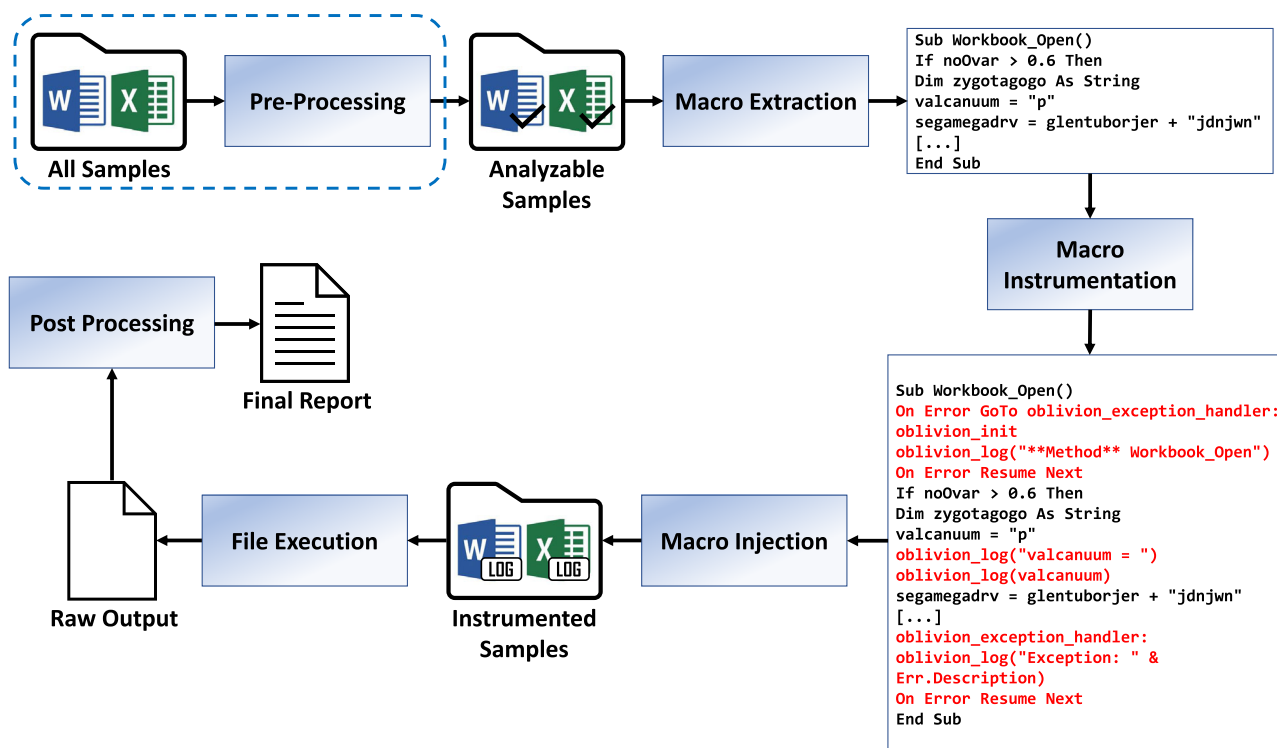 W
X
All Samples
Pre-Processing
W
X
Analyzable
Samples
Macro Extraction
Sub Workbook_Open()
If noOvar > 0.6 Then
Dim zygotagogo As String
valcanuum = "p"
segamegadrv = glentuborjer + "jdnjwn"
[...]
End Sub
Macro
Instrumentation
Sub Workbook_Open()
On Error GoTo oblivion_exception_handler:
oblivion_init
oblivion_log("**Method** Workbook_Open")
On Error Resume Next
If noOvar > 0.6 Then
Dim zygotagogo As String
valcanuum = "p"
oblivion_log("valcanuum = ")
oblivion_log(valcanuum)
segamegadrv = glentuborjer + "jdnjwn"
[...]
oblivion_exception_handler:
oblivion_log("Exception: " &
Err.Description)
On Error Resume Next
End Sub
Macro Injection
W
LOG
X
LOG
Instrumented
Samples
File Execution
Raw Output
Post Processing
Final Report